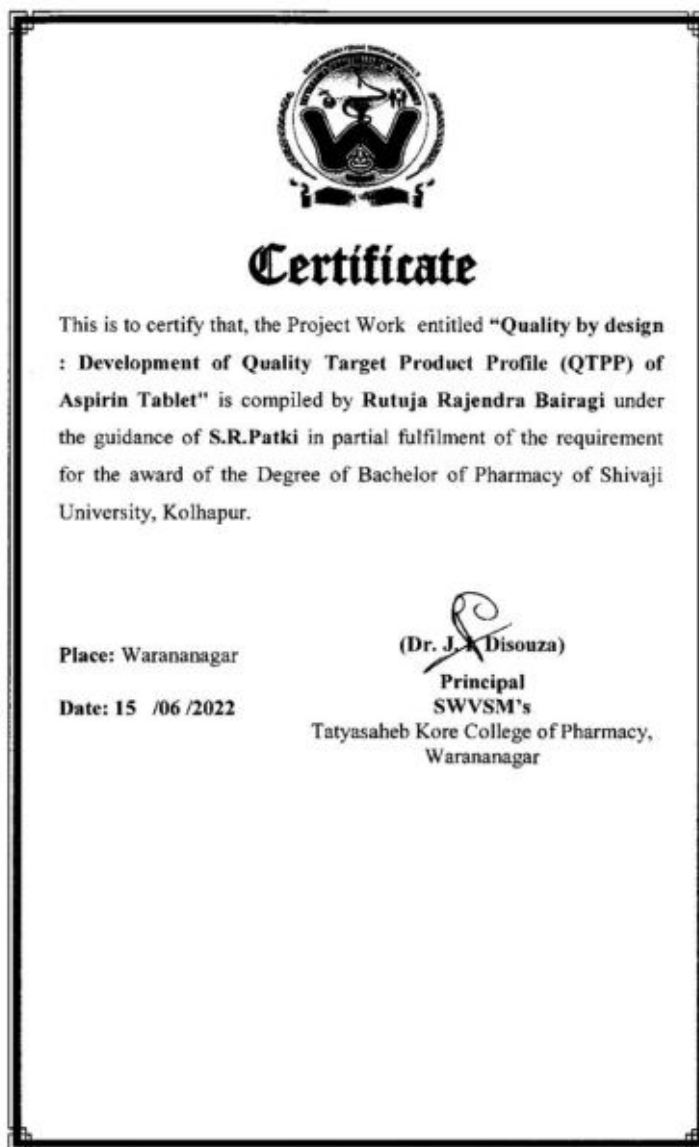 Certificate
This is to certify that, the Project Work entitled "Quality by design
: Development of Quality Target Product Profile (QTPP) of
Aspirin Tablet" is compiled by Rutuja Rajendra Bairagi under
the guidance of S.R.Patki in partial fulfilment of the requirement
for the award of the Degree of Bachelor of Pharmacy of Shivaji
University, Kolhapur.
(Dr. J. Disouza)
Place: Warananagar
Principal
Date: 15 /06 /2022
SWVSM's
Tatyasaheb Kore College of Pharmacy,
Warananagar